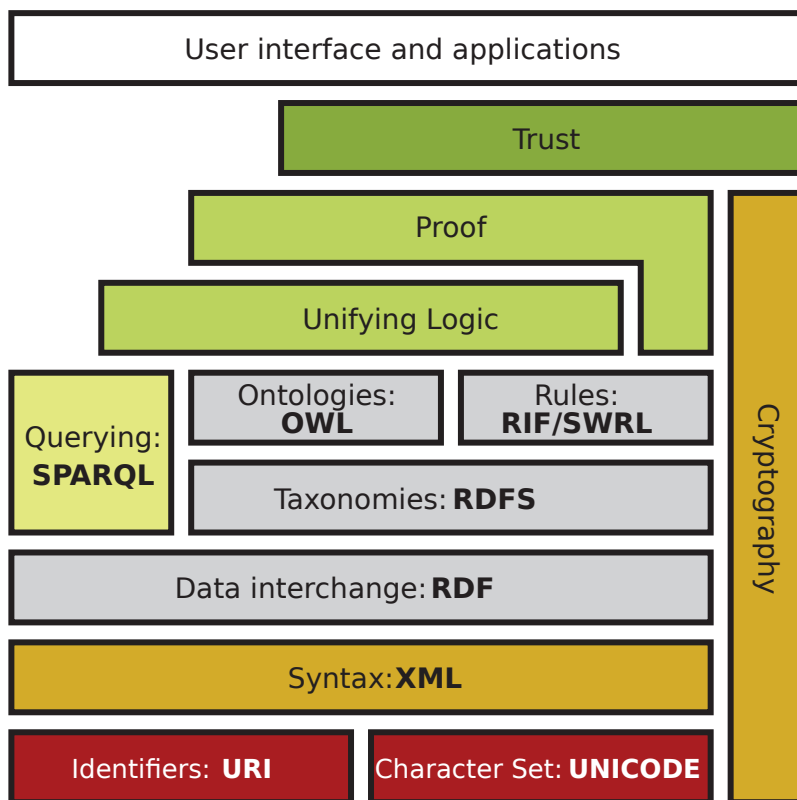 User interface and applications
Trust
Proof
Unifying Logic
Ontologies:
OWL
Rules:
RIF/SWRL
Querying:
SPARQL
Taxonomies: RDFS
Cryptography
Data interchange: RDF
Syntax: XML
Identifiers: URI
Character Set: UNICODE